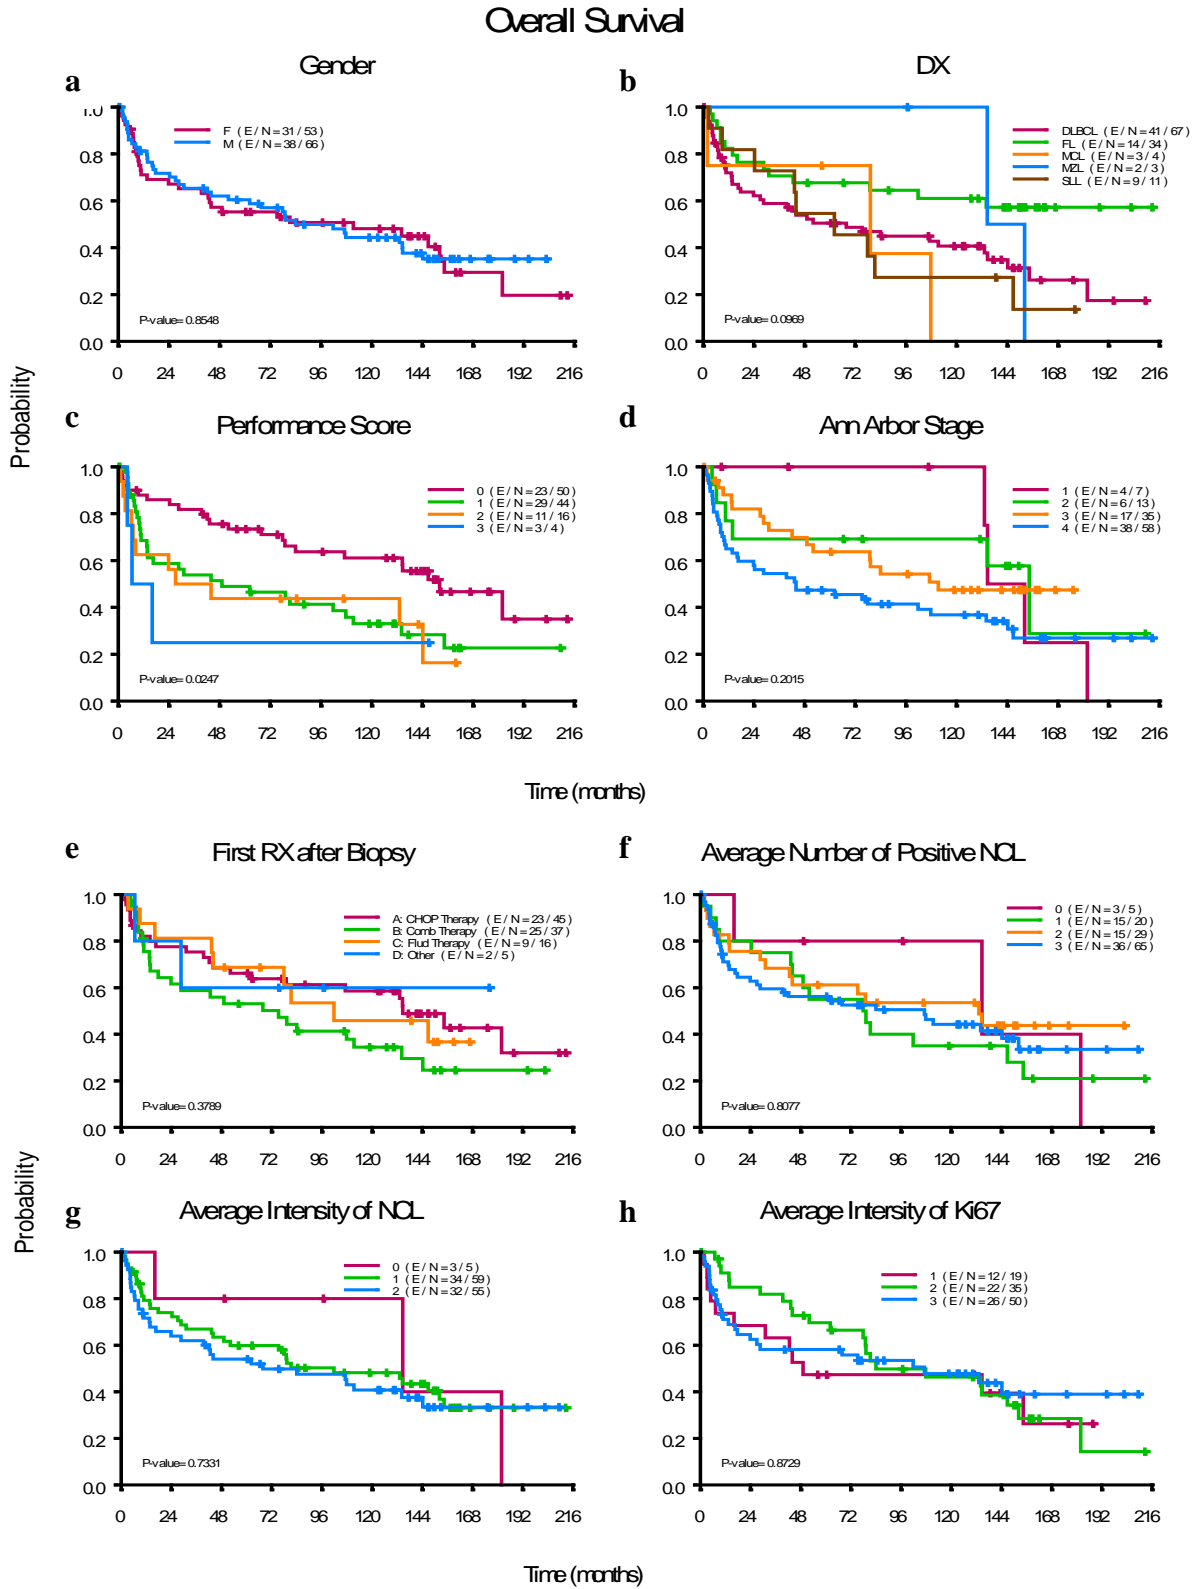 Overall Survival
a
Gender
1.0
0.8
0.6
0.4
0.2
0.0
F ( E / N = 31 / 53)
M ( E / N = 38 / 66)
P-value= 0.8548
0 24 48 72 96 120 144 168 192 216
b
DX
1.0
0.8
0.6
0.4
0.2
0.0
DLBCL ( E / N = 41 / 67)
FL ( E / N = 14 / 34)
MCL ( E / N = 3 / 4)
MZL ( E / N = 2 / 3)
SLL ( E / N = 9 / 11)
P-value= 0.0969
0 24 48 72 96 120 144 168 192 216
Probability
c
Performance Score
1.0
0.8
0.6
0.4
0.2
0.0
0 ( E / N = 23 / 50)
1 ( E / N = 29 / 44)
2 ( E / N = 11 / 16)
3 ( E / N = 3 / 4)
P-value= 0.0247
0 24 48 72 96 120 144 168 192 216
d
Ann Arbor Stage
1.0
0.8
0.6
0.4
0.2
0.0
1 ( E / N = 4 / 7)
2 ( E / N = 6 / 13)
3 ( E / N = 17 / 35)
4 ( E / N = 38 / 58)
P-value= 0.2015
0 24 48 72 96 120 144 168 192 216
Time (months)
e
First RX after Biopsy
1.0
0.8
0.6
0.4
0.2
0.0
A: CHOP Therapy ( E / N = 23 / 45)
B: Comb Therapy ( E / N = 25 / 37)
C: Flud Therapy ( E / N = 9 / 16)
D: Other ( E / N = 2 / 5)
P-value= 0.3789
0 24 48 72 96 120 144 168 192 216
f
Average Number of Positive NCL
1.0
0.8
0.6
0.4
0.2
0.0
0 ( E / N = 3 / 5)
1 ( E / N = 15 / 20)
2 ( E / N = 15 / 29)
3 ( E / N = 36 / 65)
P-value= 0.8077
0 24 48 72 96 120 144 168 192 216
Probability
g
Average Intensity of NCL
1.0
0.8
0.6
0.4
0.2
0.0
0 ( E / N = 3 / 5)
1 ( E / N = 34 / 59)
2 ( E / N = 32 / 55)
P-value= 0.7331
0 24 48 72 96 120 144 168 192 216
h
Average Intersity of Ki67
1.0
0.8
0.6
0.4
0.2
0.0
1 ( E / N = 12 / 19)
2 ( E / N = 22 / 35)
3 ( E / N = 26 / 50)
P-value= 0.8729
0 24 48 72 96 120 144 168 192 216
Time (months)